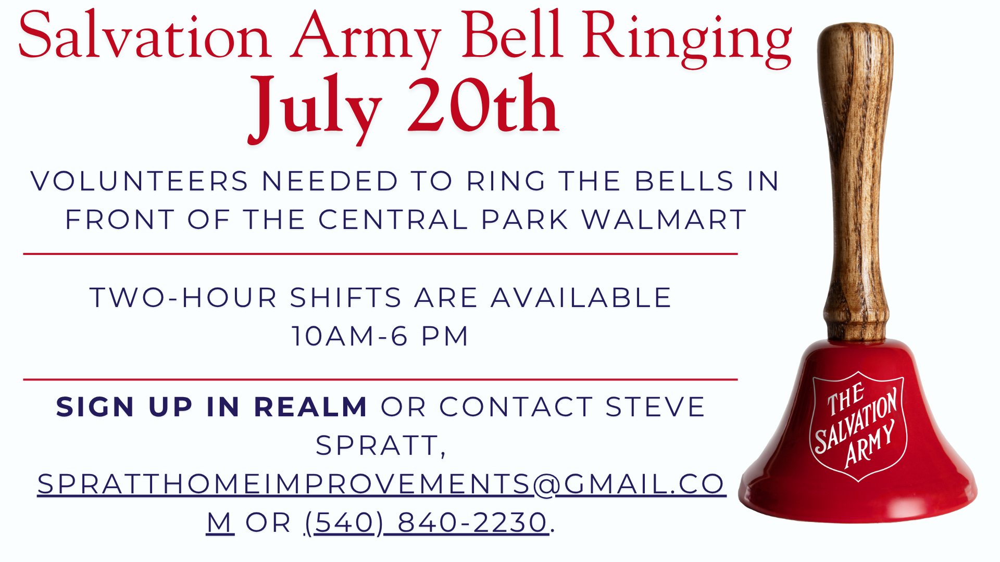 Salvation Army Bell Ringing
July 20th
VOLUNTEERS NEEDED TO RING THE BELLS IN
FRONT OF THE CENTRAL PARK WALMART
TWO-HOUR SHIFTS ARE AVAILABLE
10AM-6 PM
SIGN UP IN REALM OR CONTACT STEVE
SPRATT,
SPRATTHOMEIMPROVEMENTS@GMAIL.CO
M OR (540) 840-2230.
THE
SALVATION
ARMY